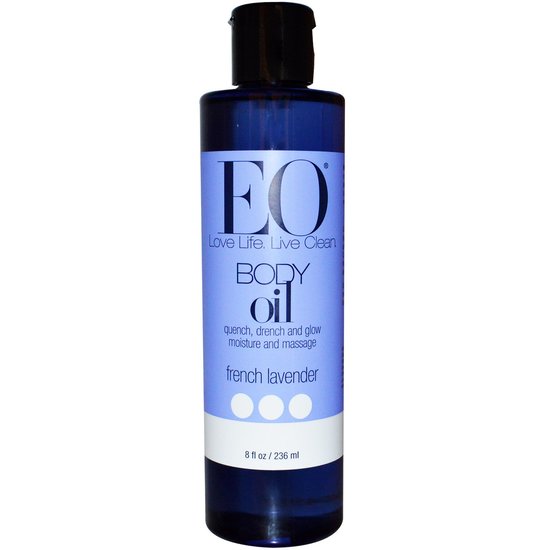 EO®
Love Life. Live Clean.
BODY
oil
quench, drench and glow
moisture and massage
french lavender
8 fl oz / 236 ml